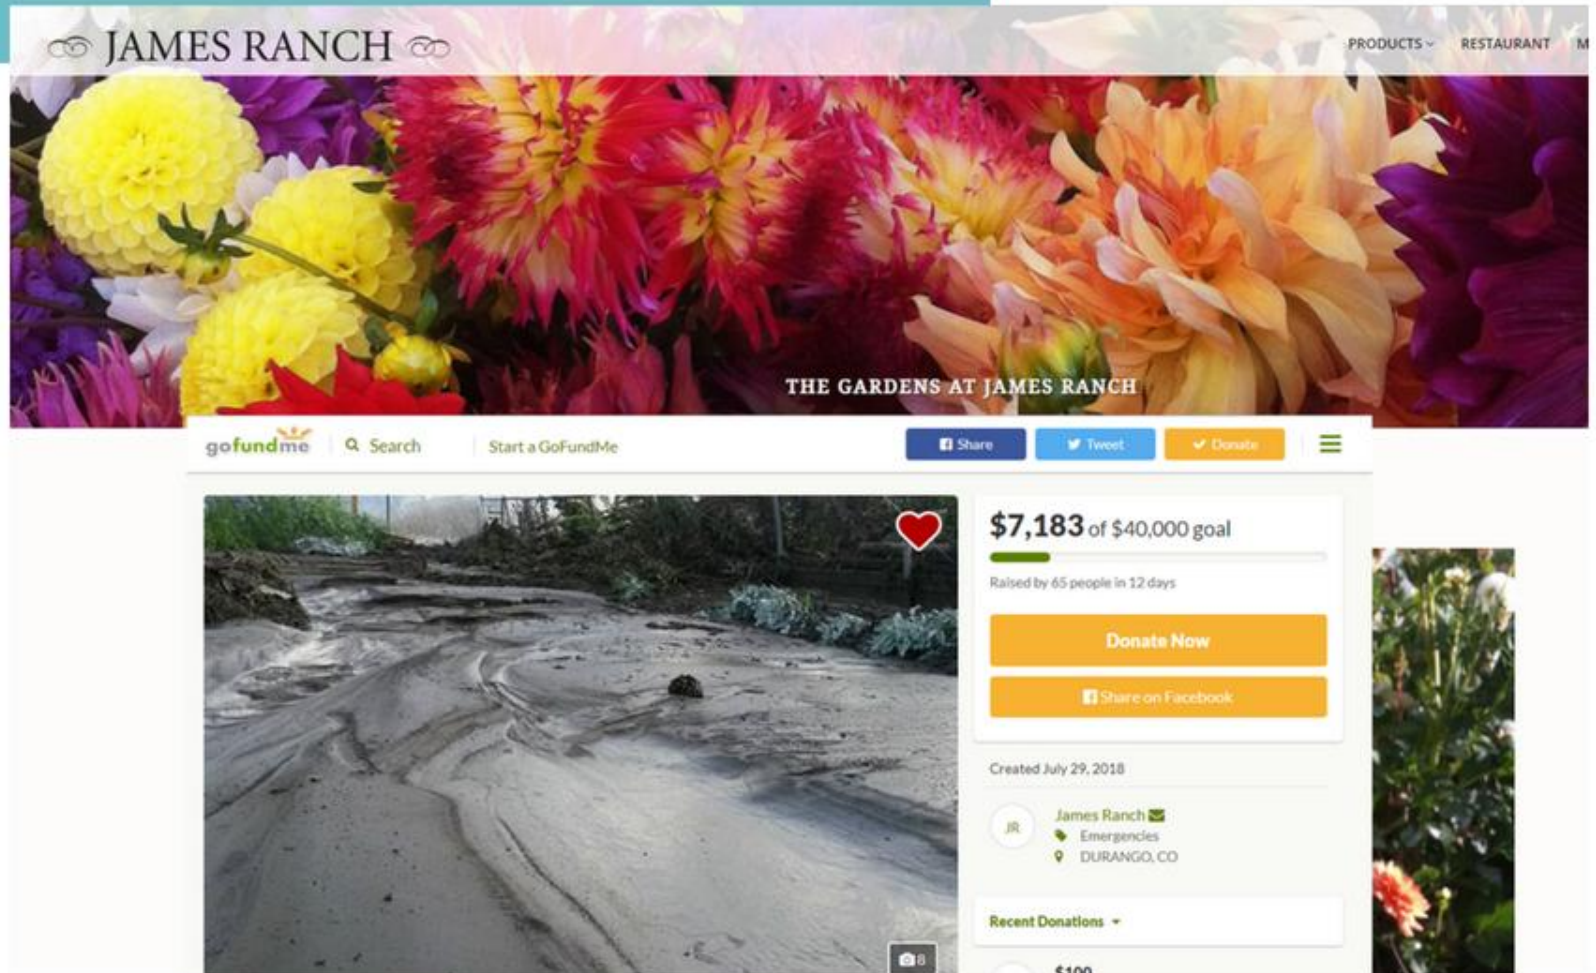 JAMES RANCH
PRODUCTS
RESTAURANT
M
THE GARDENS AT JAMES RANCH
gofundme
Search
Start a GoFundMe
Share
Tweet
Donate
$7,183 of $40,000 goal
Raised by 65 people in 12 days
Donate Now
Share on Facebook
Created July 29, 2018
JR
James Ranch
Emergencies
DURANGO, CO
Recent Donations
8
$100